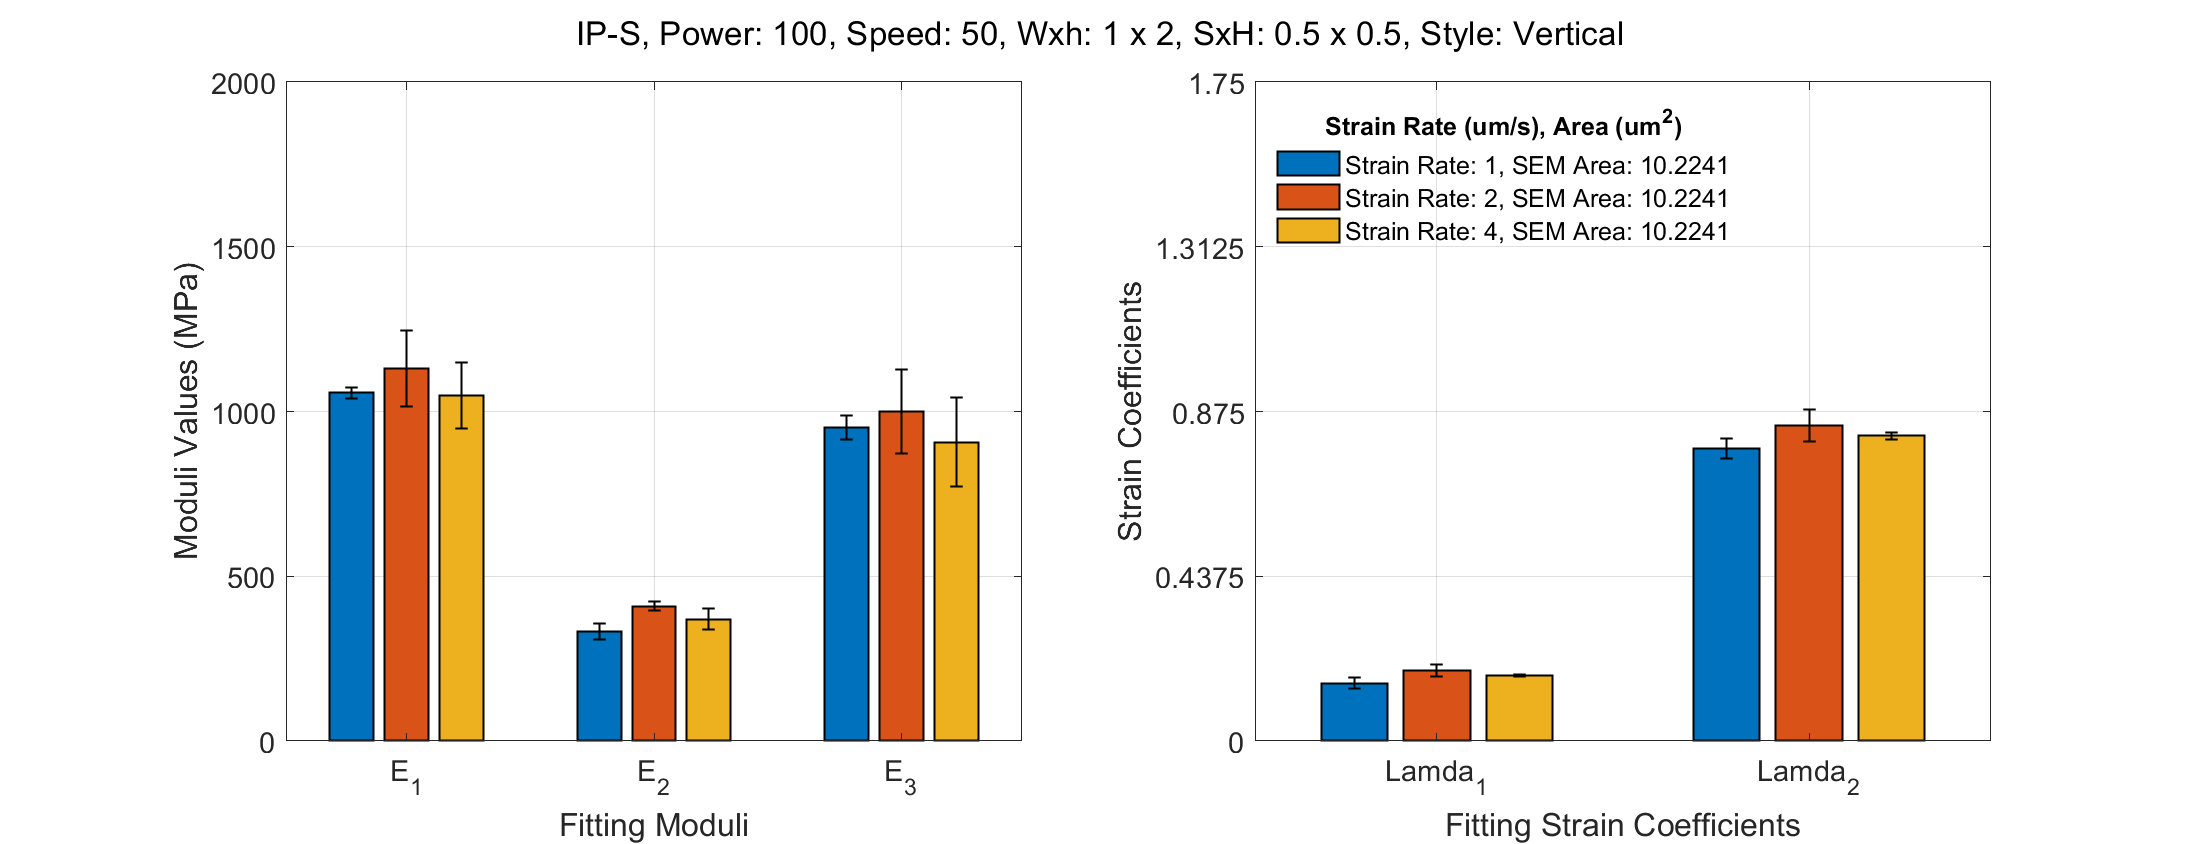 IP-S, Power: 100, Speed: 50, Wxh: 1 x 2, SxH: 0.5 x 0.5, Style: Vertical
2000
1500
1000
500
0
Moduli Values (MPa)
E1
E2
E3
Fitting Moduli
1.75
1.3125
0.875
0.4375
0
Strain Coefficients
Strain Rate (um/s), Area (um2)
Strain Rate: 1, SEM Area: 10.2241
Strain Rate: 2, SEM Area: 10.2241
Strain Rate: 4, SEM Area: 10.2241
Lamda1
Lamda2
Fitting Strain Coefficients